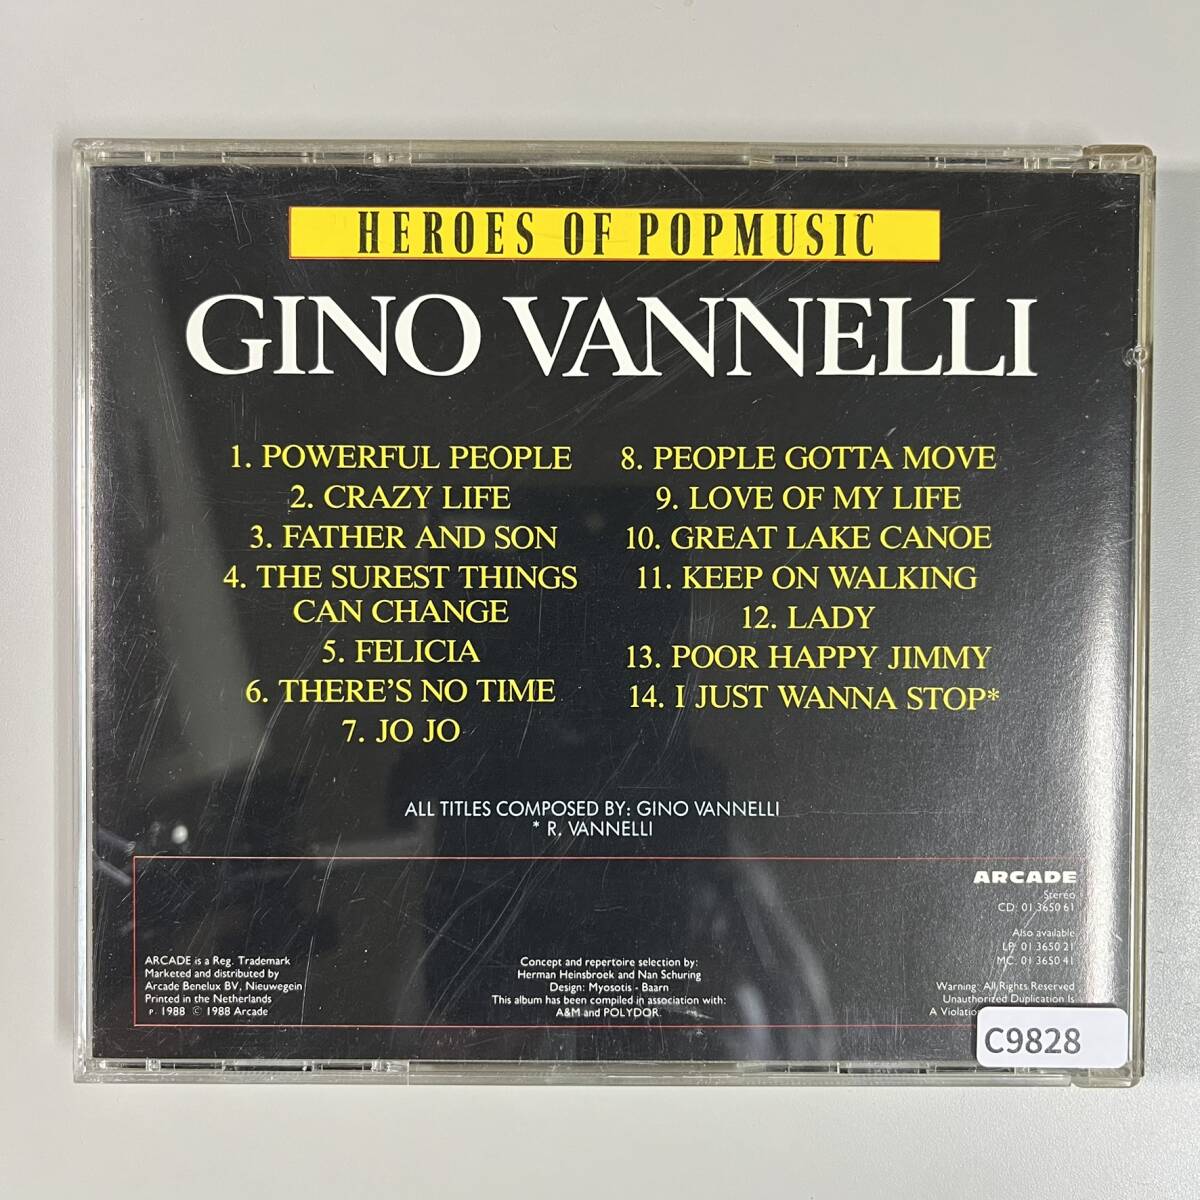 HEROES OF POPMUSIC
GINO VANNELLI
1. POWERFUL PEOPLE
2. CRAZY LIFE
3. FATHER AND SON
4. THE SUREST THINGS
CAN CHANGE
5. FELICIA
6. THERE'S NO TIME
7. JO JO
8. PEOPLE GOTTA MOVE
9. LOVE OF MY LIFE
10. GREAT LAKE CANOE
11. KEEP ON WALKING
12. LADY
13. POOR HAPPY JIMMY
14. I JUST WANNA STOP*
ALL TITLES COMPOSED BY: GINO VANNELLI
* R. VANNELLI
ARCADE
Stereo
CD: 01 3650 61
Also available
LP: 01 3650 21
MC: 01 3650 41
ARCADE is a Reg. Trademark
Marketed and distributed by
Arcade Benelux BV, Nieuwegein
Printed in the Netherlands
P. 1988 © 1988 Arcade
Concept and repertoire selection by:
Herman Heinsbroek and Nan Schuring
Design: Myosotis - Baarn
This album has been compiled in association with:
A&M and POLYDOR.
Warning: All Rights Reserved
Unauthorized Duplication Is
A Violation
C9828